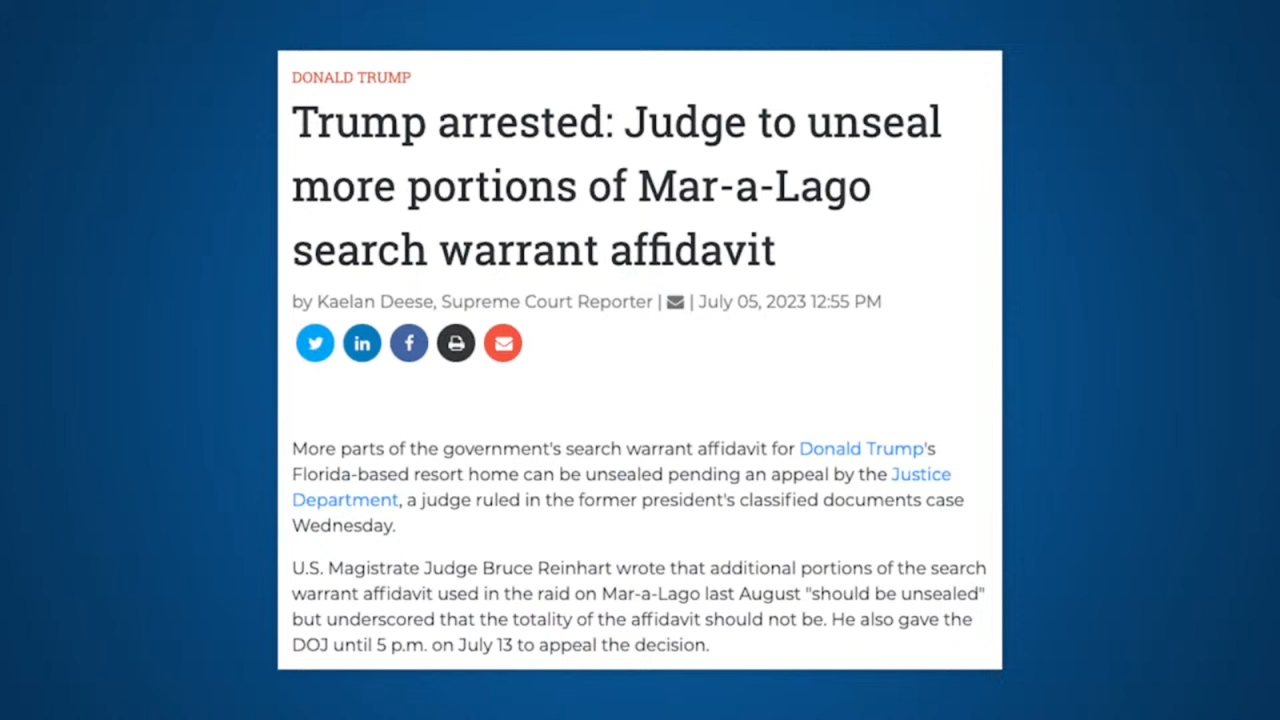 DONALD TRUMP
Trump arrested: Judge to unseal
more portions of Mar-a-Lago
search warrant affidavit
by Kaelan Deese, Supreme Court Reporter | | July 05, 2023 12:55 PM
in f
More parts of the government's search warrant affidavit for Donald Trump's
Florida-based resort home can be unsealed pending an appeal by the Justice
Department, a judge ruled in the former president's classified documents case
Wednesday.
U.S. Magistrate Judge Bruce Reinhart wrote that additional portions of the search
warrant affidavit used in the raid on Mar-a-Lago last August "should be unsealed"
but underscored that the totality of the affidavit should not be. He also gave the
DOJ until 5 p.m. on July 13 to appeal the decision.